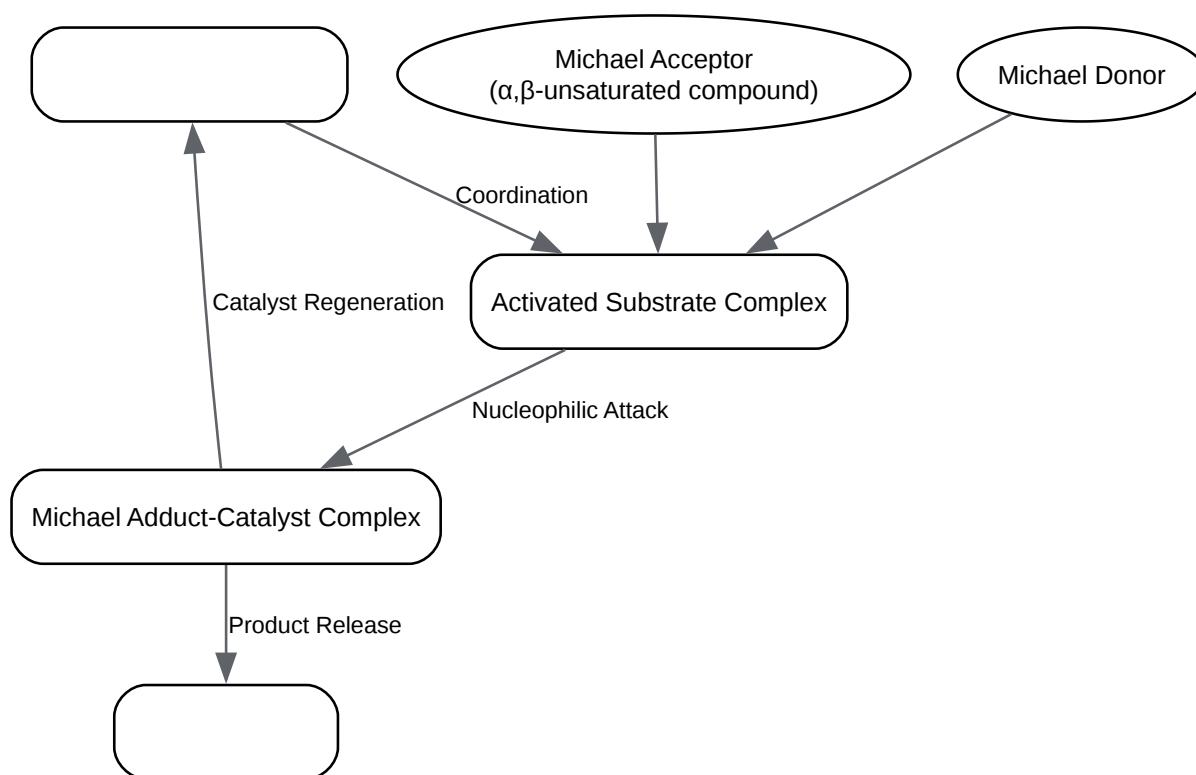 Michael Acceptor
(α,β-unsaturated compound)
Michael Donor
Coordination
Catalyst Regeneration
Activated Substrate Complex
Nucleophilic Attack
Michael Adduct-Catalyst Complex
Product Release